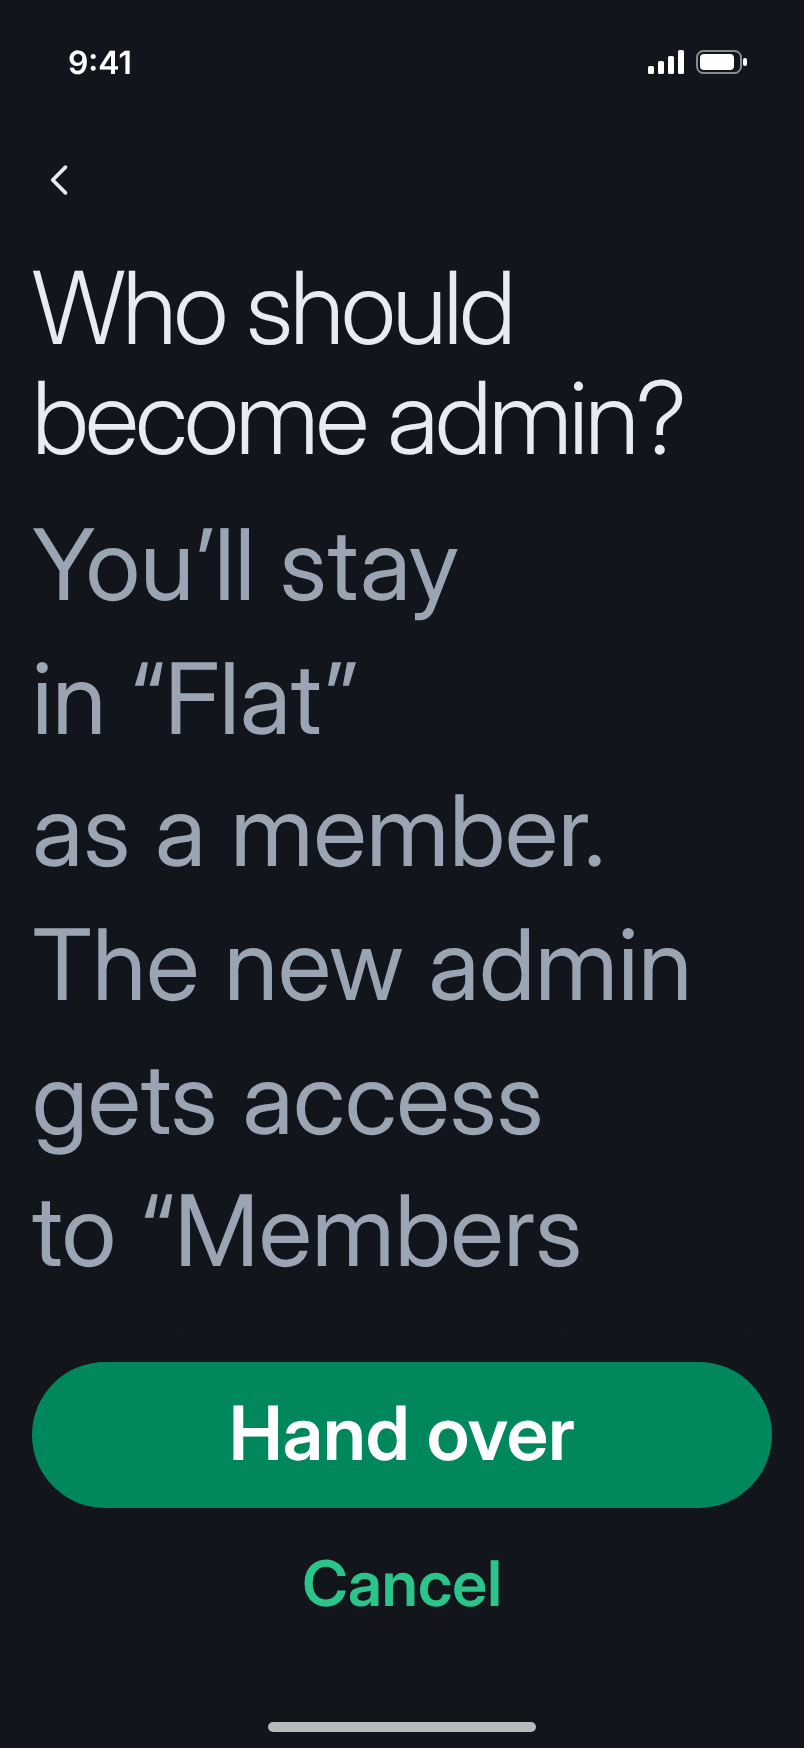 9:41
Who should
become admin?
You’ll stay
in “Flat”
as a member.
The new admin
gets access
to “Members
Hand over
Cancel